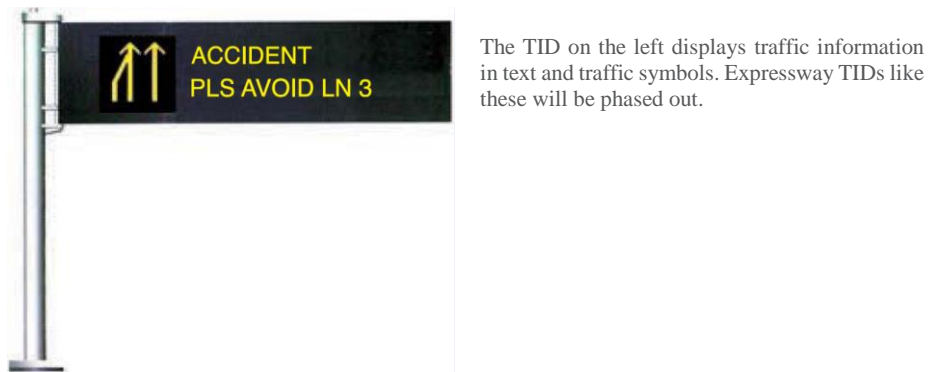 ACCIDENT
PLS AVOID LN 3
The TID on the left displays traffic information
in text and traffic symbols. Expressway TIDs like
these will be phased out.